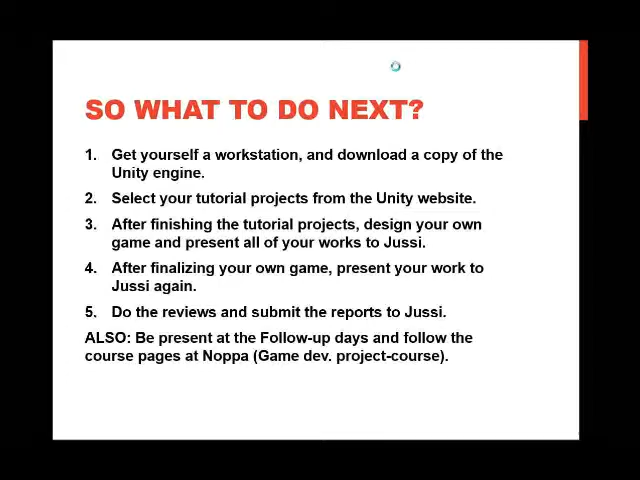 SO WHAT TO DO NEXT?
1. Get yourself a workstation, and download a copy of the
Unity engine.
2. Select your tutorial projects from the Unity website.
3. After finishing the tutorial projects, design your own
game and present all of your works to Jussi.
4. After finalizing your own game, present your work to
Jussi again.
5. Do the reviews and submit the reports to Jussi.
ALSO: Be present at the Follow-up days and follow the
course pages at Noppa (Game dev. project-course).